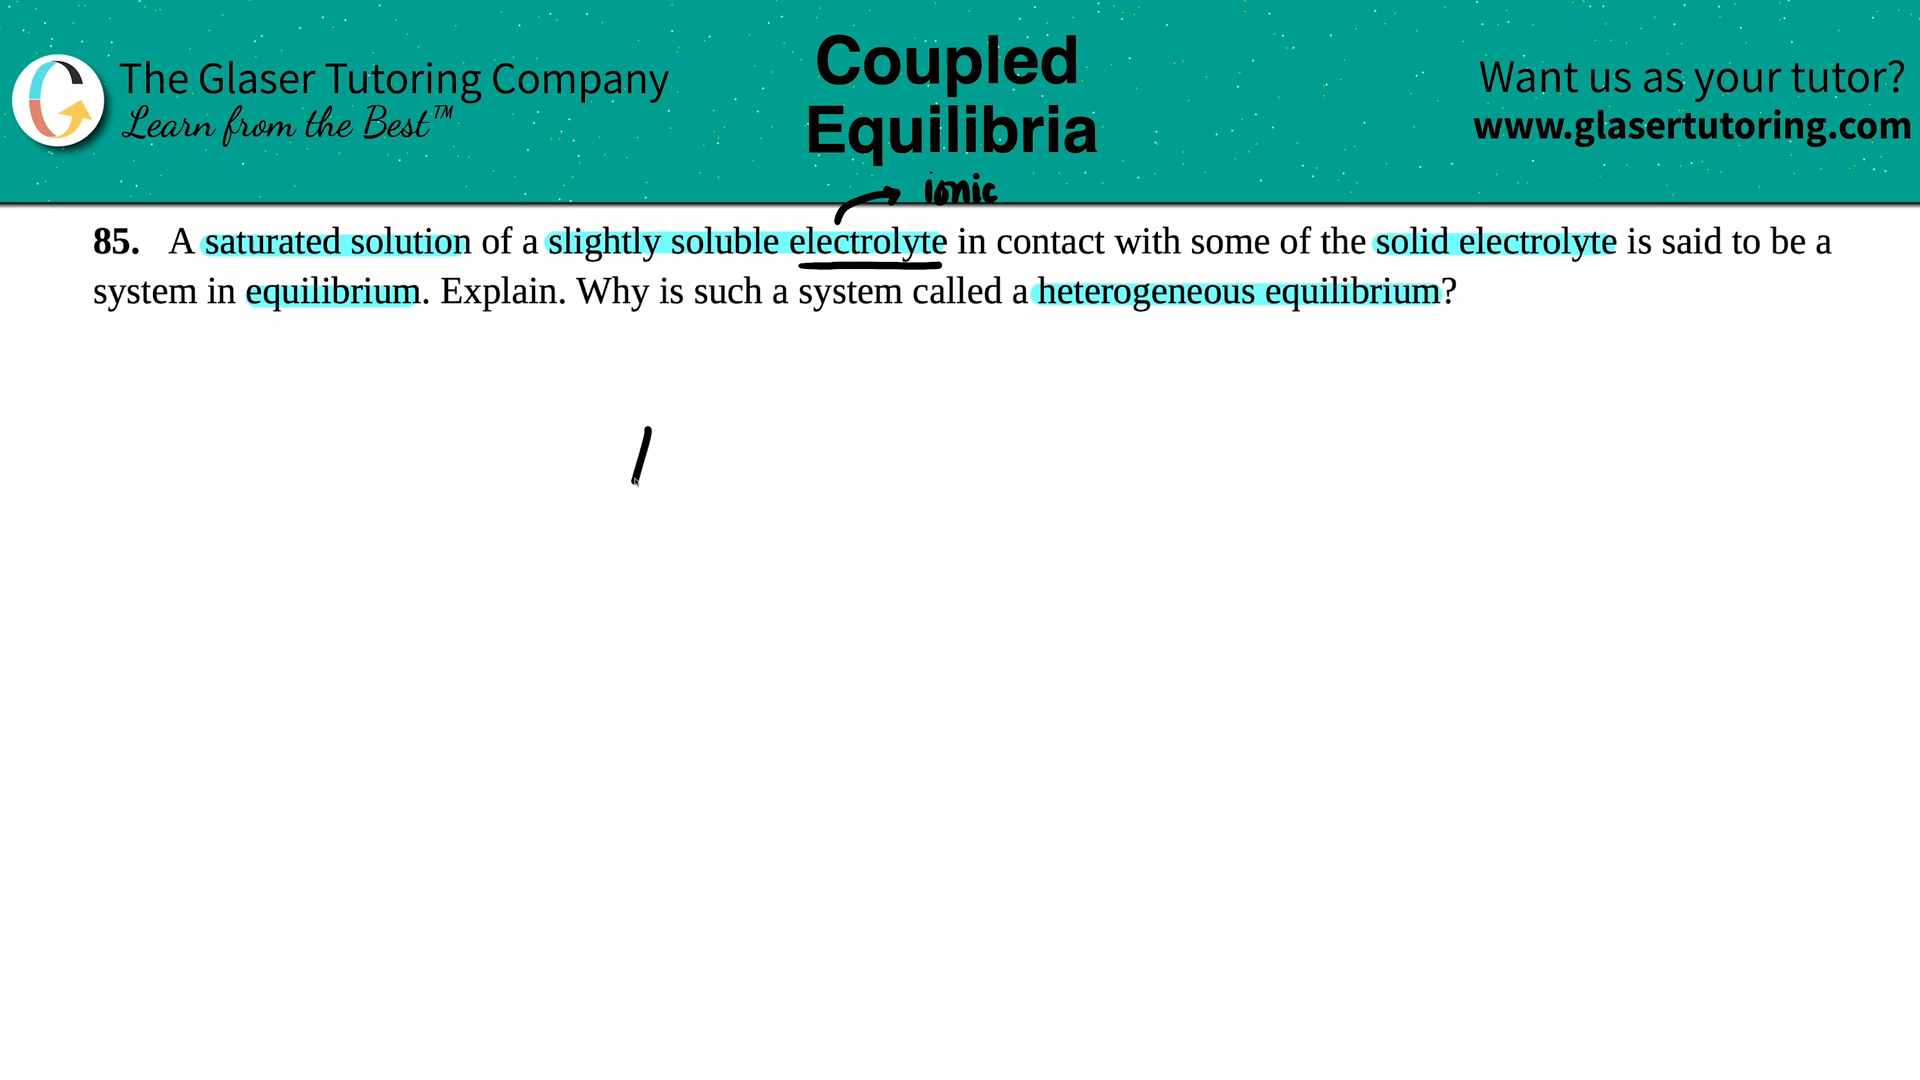 The Glaser Tutoring Company
Learn from the Best™
Coupled
Equilibria
Want us as your tutor?
www.glasertutoring.com
ionic
85. A saturated solution of a slightly soluble electrolyte in contact with some of the solid electrolyte is said to be a
system in equilibrium. Explain. Why is such a system called a heterogeneous equilibrium?